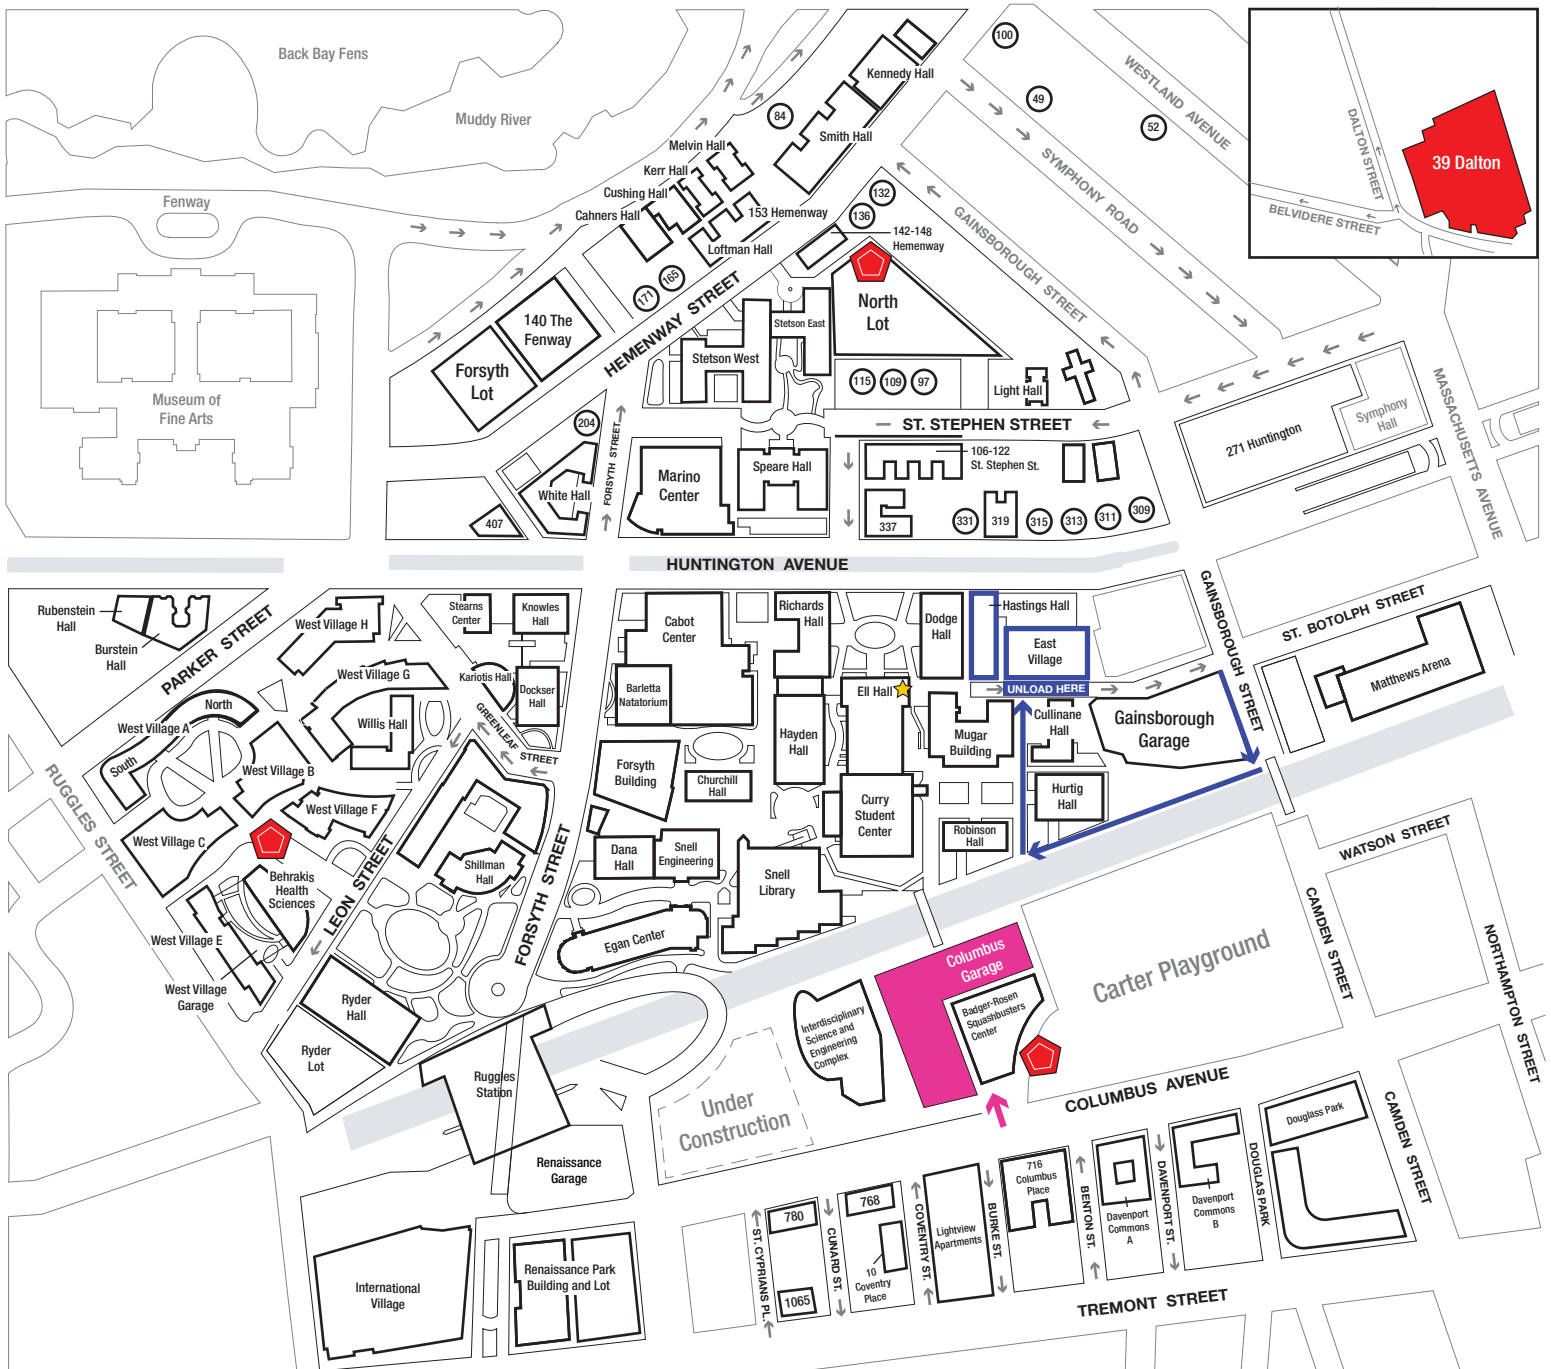 Back Bay Fens
Muddy River
Fenway
Museum of
Fine Arts
100
49
52
84
Kennedy Hall
Smith Hall
Melvin Hall
Kerr Hall
Cushing Hall
Cahners Hall
153 Hemenway
Loftman Hall
132
136
142-148
Hemenway
165
171
WESTLAND AVENUE
SYMPHONY ROAD
GAINSBOROUGH STREET
DALTON STREET
BELVIDERE STREET
39 Dalton
140 The
Fenway
Forsyth
Lot
HEMENWAY STREET
Stetson East
Stetson West
North
Lot
115
109
97
Light Hall
ST. STEPHEN STREET
204
White Hall
407
FORSYTH STREET
Marino
Center
Speare Hall
106-122
St. Stephen St.
337
331
319
315
313
311
309
271 Huntington
Symphony
Hall
MASSACHUSETTS AVENUE
HUNTINGTON AVENUE
Rubenstein
Hall
Burstein
Hall
PARKER STREET
West Village H
Stearns
Center
Knowles
Hall
West Village G
Kariotis Hall
Dockser
Hall
Willis Hall
GREENLEAF STREET
North
West Village A
South
West Village B
West Village F
West Village C
RUGGLES STREET
Behrakis
Health
Sciences
West Village E
West Village
Garage
LEON STREET
Shillman
Hall
FORSYTH STREET
Ryder
Hall
Ryder
Lot
Cabot
Center
Barletta
Natatorium
Forsyth
Building
Churchill
Hall
Dana
Hall
Snell
Engineering
Egan Center
Richards
Hall
Hayden
Hall
Ell Hall
Curry
Student
Center
Snell
Library
Dodge
Hall
Mugar
Building
Robinson
Hall
Hastings Hall
East
Village
UNLOAD HERE
Cullinane
Hall
Hurtig
Hall
Gainsborough
Garage
GAINSBOROUGH STREET
ST. BOTOLPH STREET
Matthews Arena
WATSON STREET
CAMDEN STREET
NORTHAMPTON STREET
Carter Playground
Columbus
Garage
Badger-Rosen
Squashbusters
Center
Interdisciplinary
Science and
Engineering
Complex
Under
Construction
COLUMBUS AVENUE
Ruggles
Station
Renaissance
Garage
International
Village
Renaissance Park
Building and Lot
780
1065
ST. CYPRIANS PL.
CUNARD ST.
768
10
Coventry
Place
COVENTRY ST.
Lightview
Apartments
BURKE ST.
716
Columbus
Place
BENTON ST.
Davenport
Commons
A
DAVENPORT ST.
Davenport
Commons
B
DOUGLAS PARK
Douglass Park
CAMDEN STREET
TREMONT STREET